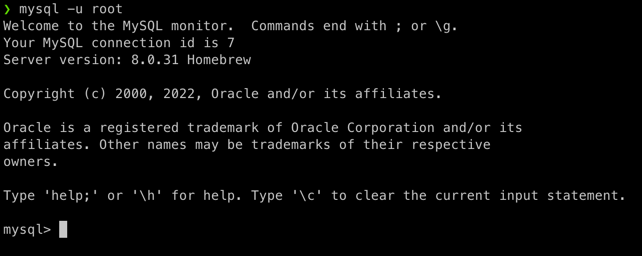 ❯ mysql -u root
Welcome to the MySQL monitor.  Commands end with ; or \g.
Your MySQL connection id is 7
Server version: 8.0.31 Homebrew
Copyright (c) 2000, 2022, Oracle and/or its affiliates.
Oracle is a registered trademark of Oracle Corporation and/or its
affiliates. Other names may be trademarks of their respective
owners.
Type 'help;' or '\h' for help. Type '\c' to clear the current input statement.
mysql>